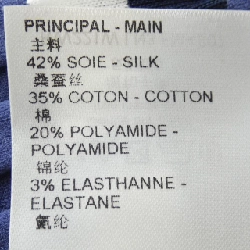 PRINCIPAL - MAIN
主料
42% SOIE - SILK
桑蚕丝
35% COTON - COTTON
棉
20% POLYAMIDE -
POLYAMIDE
锦纶
3% ELASTHANNE -
ELASTANE
氨纶